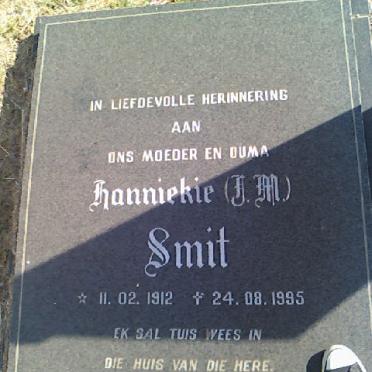 IN LIEFDEVOLLE HERINNERING
AAN
ONS MOEDER EN OUMA
Hanniekie (J.M.)
Smit
☆ 11. 02. 1912 ✝ 24. 08. 1995
EK SAL TUIS WEES IN
DIE HUIS VAN DIE HERE.